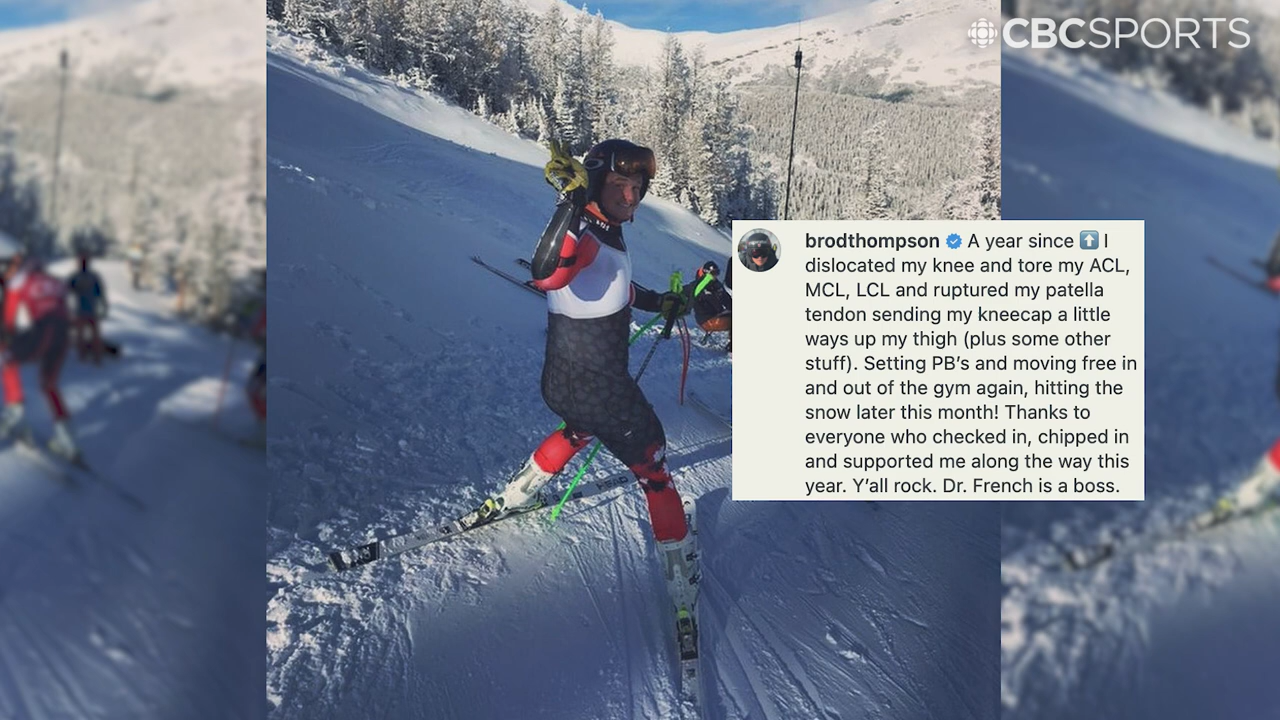 CBCSPORTS
brodthompson A year since ⬆️ I
dislocated my knee and tore my ACL,
MCL, LCL and ruptured my patella
tendon sending my kneecap a little
ways up my thigh (plus some other
stuff). Setting PB’s and moving free in
and out of the gym again, hitting the
snow later this month! Thanks to
everyone who checked in, chipped in
and supported me along the way this
year. Y’all rock. Dr. French is a boss.